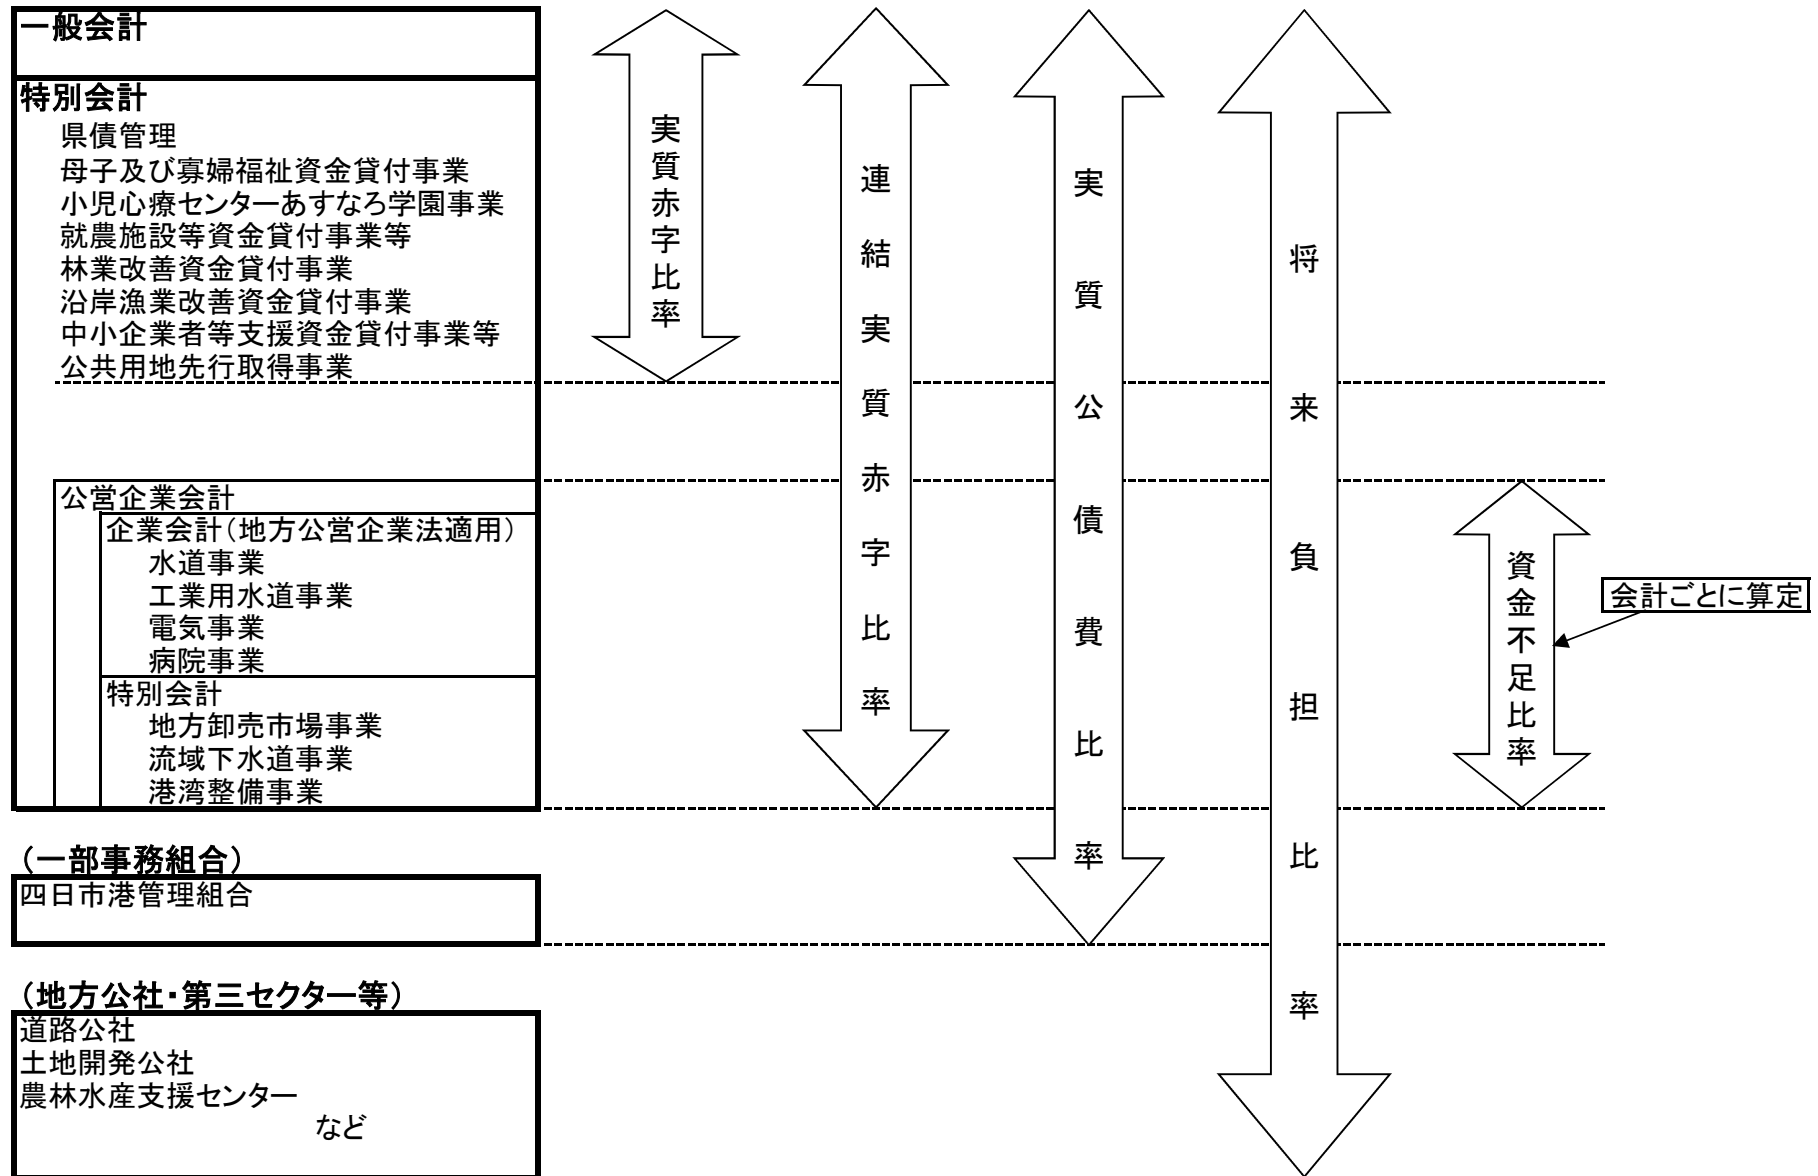 一般会計
特別会計
県債管理
母子及び寡婦福祉資金貸付事業
小児心療センターあすなろ学園事業
就農施設等資金貸付事業等
林業改善資金貸付事業
沿岸漁業改善資金貸付事業
中小企業者等支援資金貸付事業等
公共用地先行取得事業
公営企業会計
企業会計（地方公営企業法適用）
水道事業
工業用水道事業
電気事業
病院事業
特別会計
地方卸売市場事業
流域下水道事業
港湾整備事業
（一部事務組合）
四日市港管理組合
（地方公社・第三セクター等）
道路公社
土地開発公社
農林水産支援センター
など
実質赤字比率
連結実質赤字比率
実質公債費比率
将来負担比率
資金不足比率
会計ごとに算定